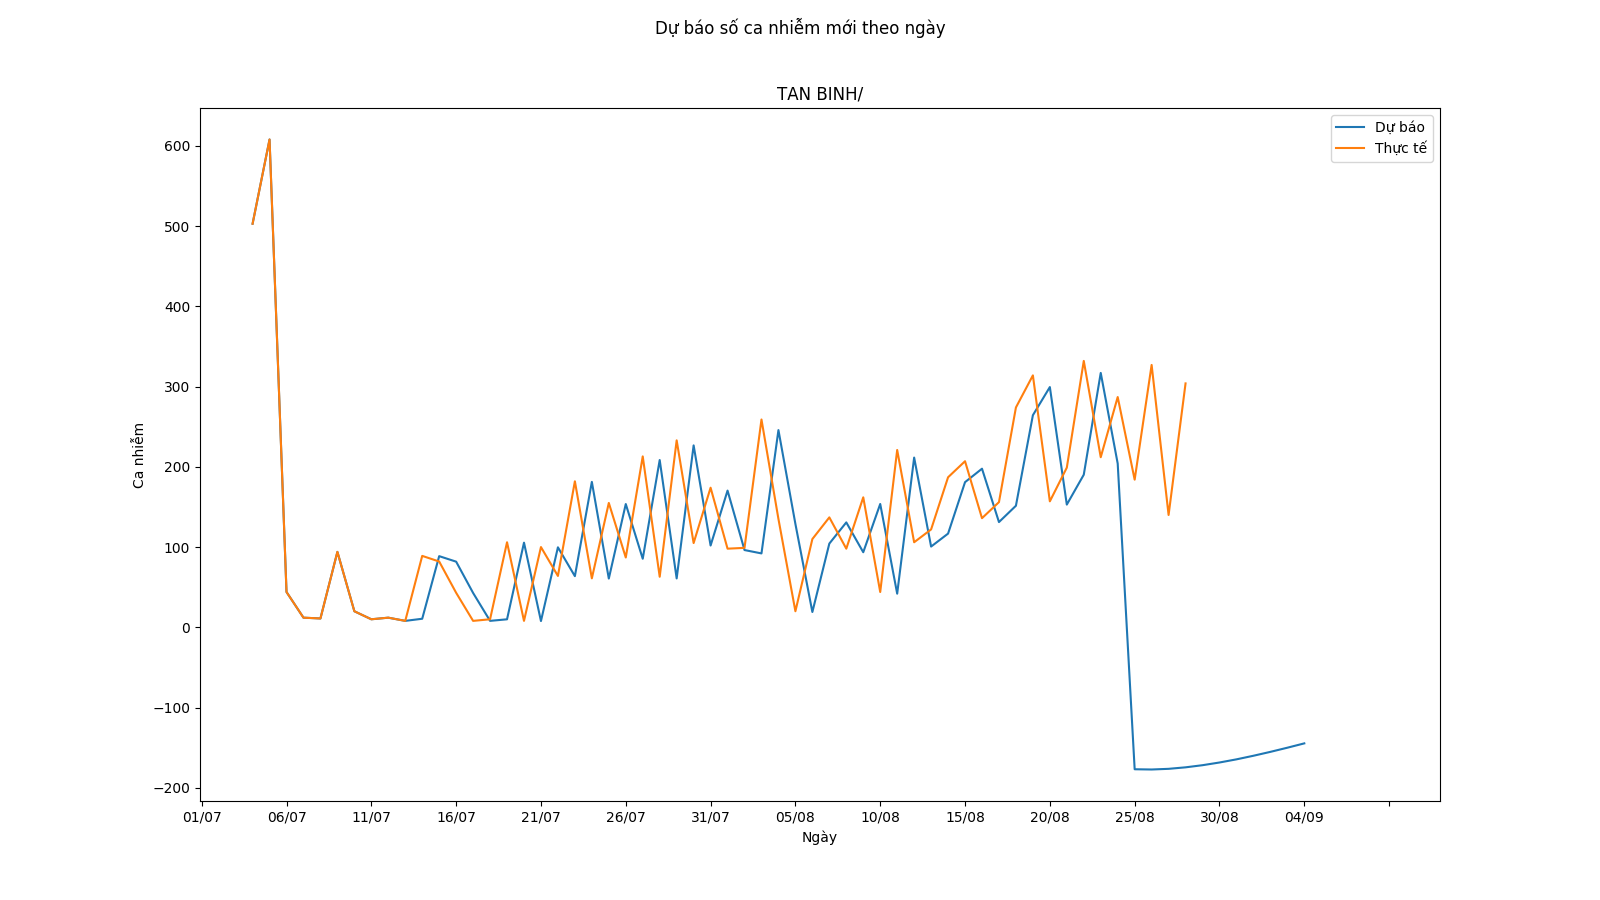 Dự báo số ca nhiễm mới theo ngày
TAN BINH/
Dự báo
Thực tế
600
500
400
300
200
100
0
−100
−200
Ca nhiễm
01/07 06/07 11/07 16/07 21/07 26/07 31/07 05/08 10/08 15/08 20/08 25/08 30/08 04/09
Ngày